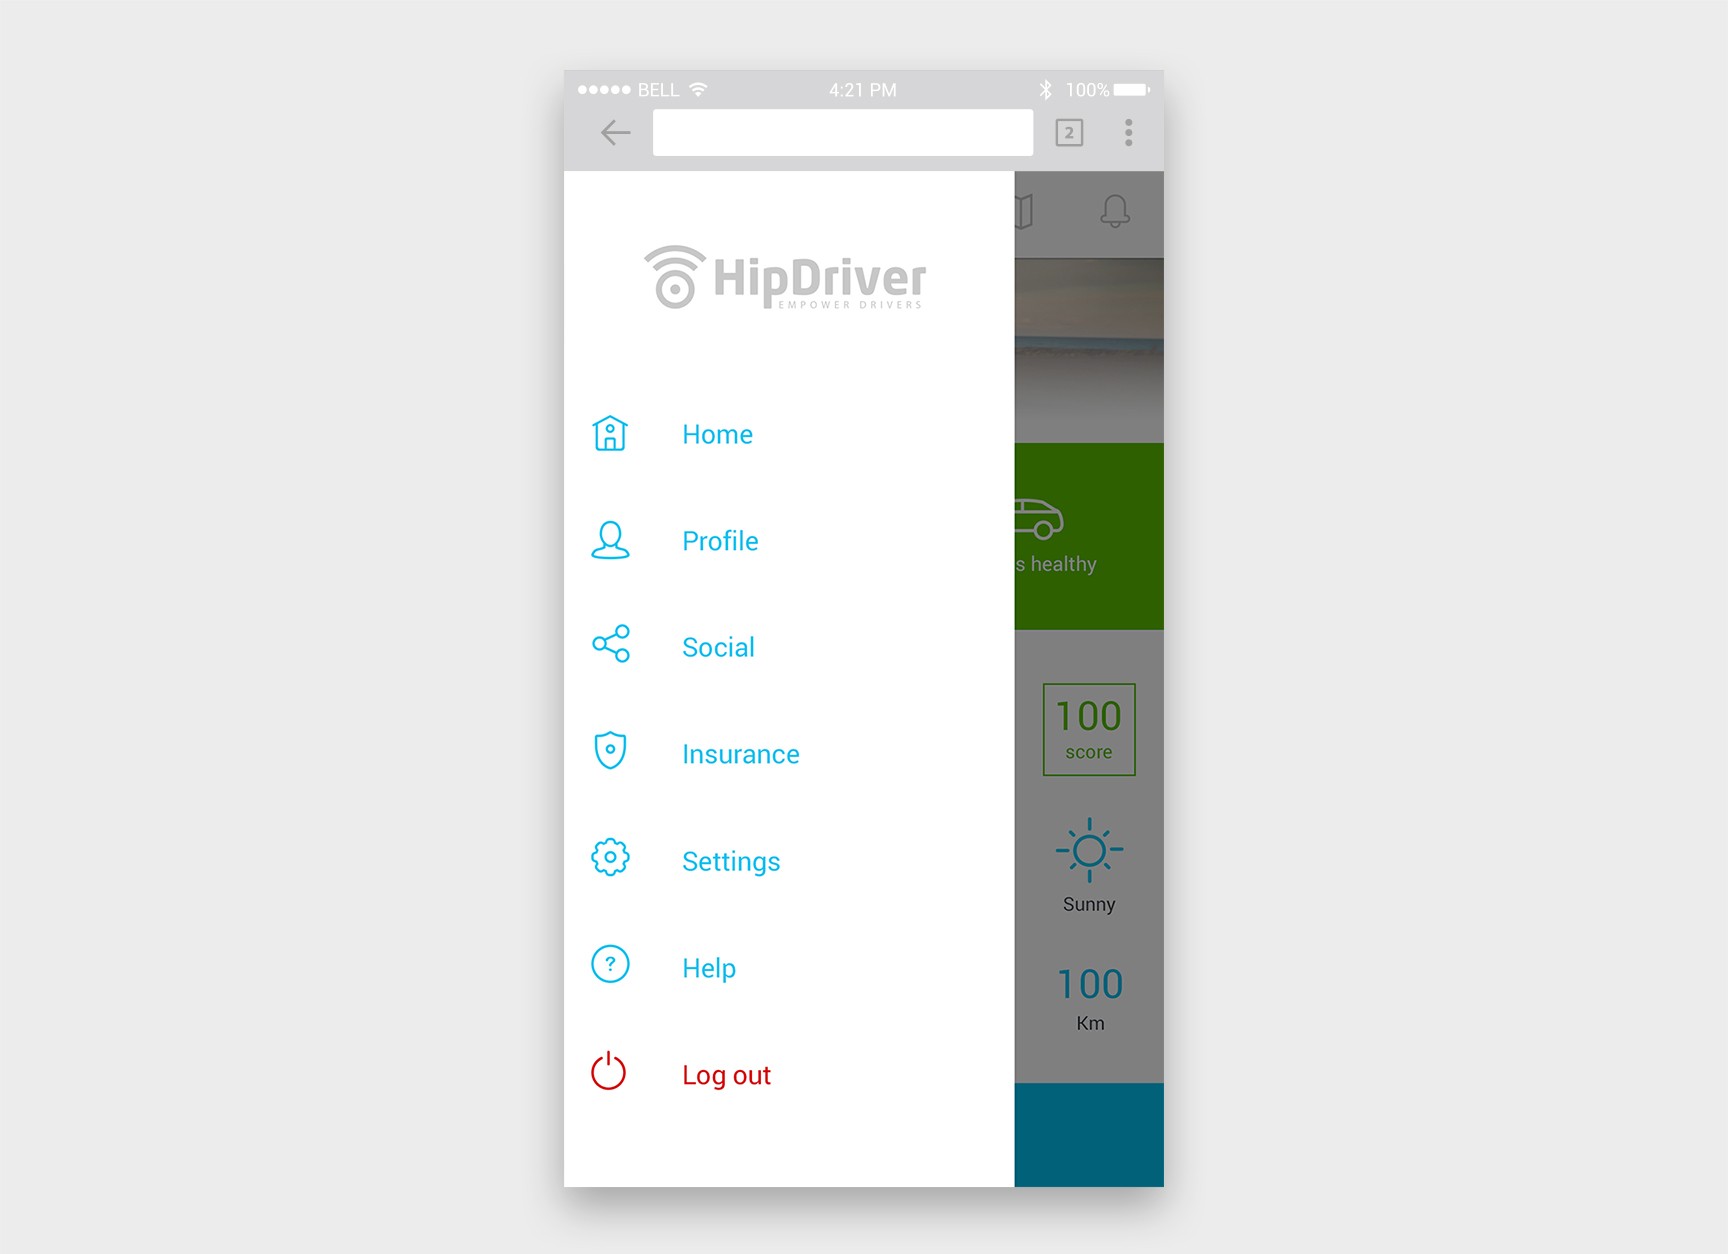 BELL 4:21 PM 100%
2
HipDriver
EMPOWER DRIVERS
Home
Profile
Social
Insurance
Settings
? Help
Log out
s healthy
100
score
Sunny
100
Km